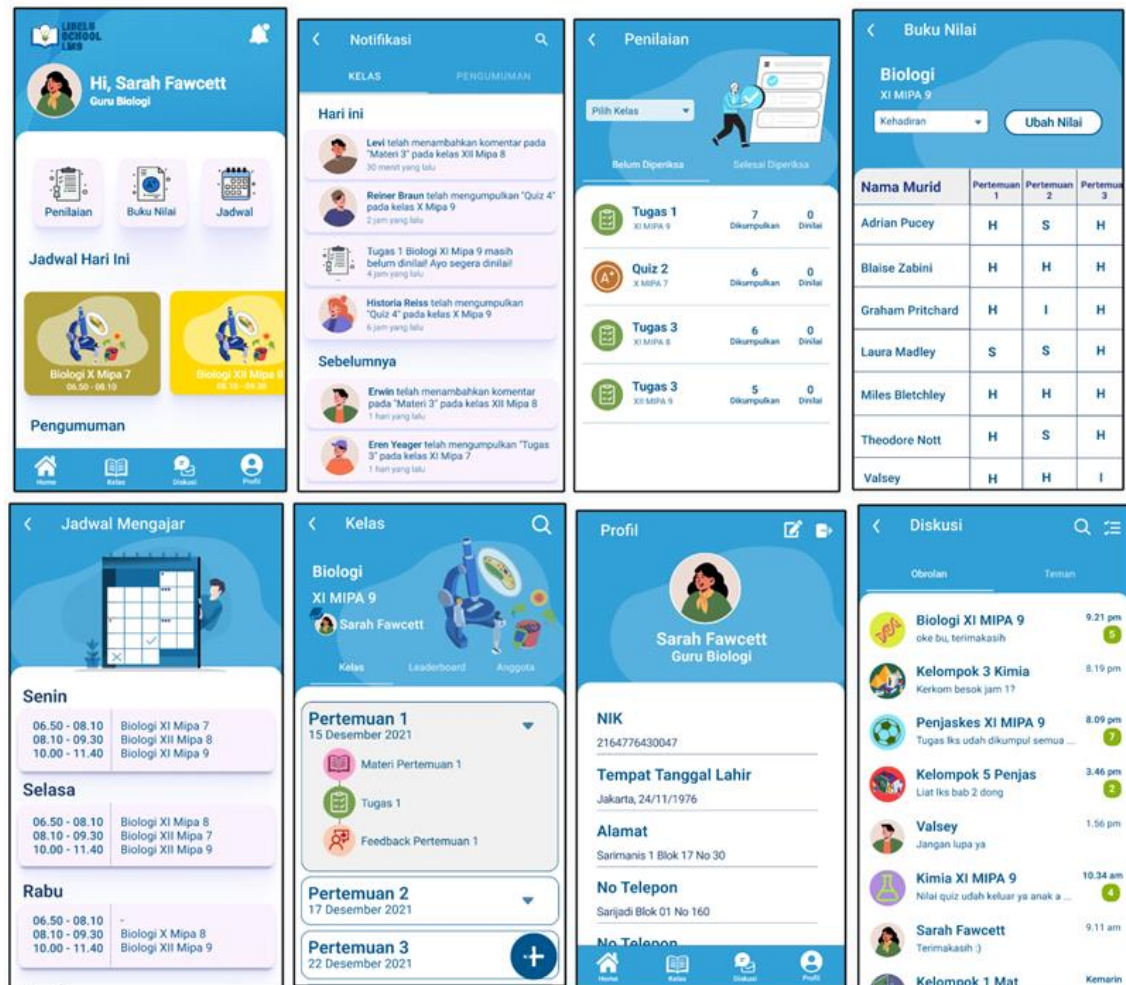 LIBELS
SCHOOL
LMS
Hi, Sarah Fawcett
Guru Biologi
Penilaian
Buku Nilai
Jadwal
Jadwal Hari Ini
Biologi X Mipa 7
06.50 - 08.10
Biologi XII Mipa 8
08.10 - 09.30
Pengumuman
Home
Kelas
Diskusi
Profil
Notifikasi
KELAS
PENGUMUMAN
Hari ini
Levi telah menambahkan komentar pada
"Materi 3" pada kelas XII Mipa 8
30 menit yang lalu
Reiner Braun telah mengumpulkan "Quiz 4"
pada kelas X Mipa 9
2 jam yang lalu
Tugas 1 Biologi XI Mipa 9 masih
belum dinilai! Ayo segera dinilai!
4 jam yang lalu
Historia Reiss telah mengumpulkan
"Quiz 4" pada kelas X Mipa 9
6 jam yang lalu
Sebelumnya
Erwin telah menambahkan komentar
pada "Materi 3" pada kelas XII Mipa 8
1 hari yang lalu
Eren Yeager telah mengumpulkan "Tugas
3" pada kelas XI Mipa 7
1 hari yang lalu
Penilaian
Pilih Kelas
Belum Diperiksa
Selesai Diperiksa
Tugas 1 7 0
XI MIPA 9 Dikumpulkan Dinilai
Quiz 2 6 0
X MIPA 7 Dikumpulkan Dinilai
Tugas 3 6 0
XI MIPA 8 Dikumpulkan Dinilai
Tugas 3 5 0
XII MIPA 9 Dikumpulkan Dinilai
Buku Nilai
Biologi
XI MIPA 9
Kehadiran
Ubah Nilai
Nama Murid Pertemuan 1 Pertemuan 2 Pertemua 3
Adrian Pucey H S H
Blaise Zabini H H H
Graham Pritchard H I H
Laura Madley S S H
Miles Bletchley H H H
Theodore Nott H S H
Valsey H H I
Jadwal Mengajar
Senin
06.50 - 08.10 Biologi XI Mipa 7
08.10 - 09.30 Biologi XII Mipa 8
10.00 - 11.40 Biologi XI Mipa 9
Selasa
06.50 - 08.10 Biologi XI Mipa 8
08.10 - 09.30 Biologi XII Mipa 7
10.00 - 11.40 Biologi XII Mipa 9
Rabu
06.50 - 08.10 -
08.10 - 09.30 Biologi X Mipa 8
10.00 - 11.40 Biologi XII Mipa 9
Kelas
Biologi
XI MIPA 9
Sarah Fawcett
Kelas
Leaderboard
Anggota
Pertemuan 1
15 Desember 2021
Materi Pertemuan 1
Tugas 1
Feedback Pertemuan 1
Pertemuan 2
17 Desember 2021
Pertemuan 3
22 Desember 2021
Profil
Sarah Fawcett
Guru Biologi
NIK
2164776430047
Tempat Tanggal Lahir
Jakarta, 24/11/1976
Alamat
Sarimanis 1 Blok 17 No 30
No Telepon
Sarijadi Blok 01 No 160
No Telepon
Home
Kelas
Diskusi
Profil
Diskusi
Obrolan
Teman
Biologi XI MIPA 9 9.21 pm
oke bu, terimakasih 5
Kelompok 3 Kimia 8.19 pm
Kerkom besok jam 1?
Penjaskes XI MIPA 9 8.09 pm
Tugas lks udah dikumpul semua ... 7
Kelompok 5 Penjas 3.46 pm
Liat lks bab 2 dong 2
Valsey 1.56 pm
Jangan lupa ya
Kimia XI MIPA 9 10.34 am
Nilai quiz udah keluar ya anak a ... 4
Sarah Fawcett 9.11 am
Terimakasih :)
Kelompok 1 Mat Kemarin